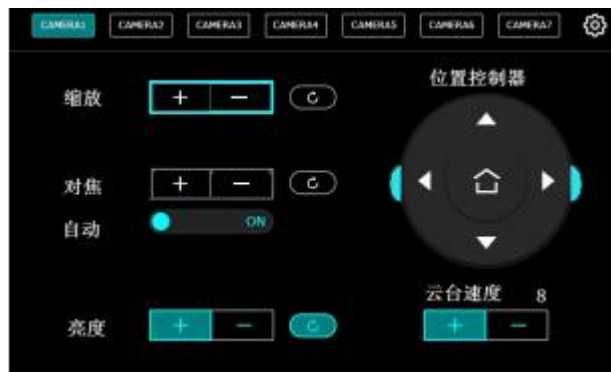 CAMERA1 CAMERA2 CAMERA3 CAMERA4 CAMERA5 CAMERA6 CAMERA7
位置控制器
缩放 + −
对焦 + −
自动 ON
云台速度 8
亮度 + − + −